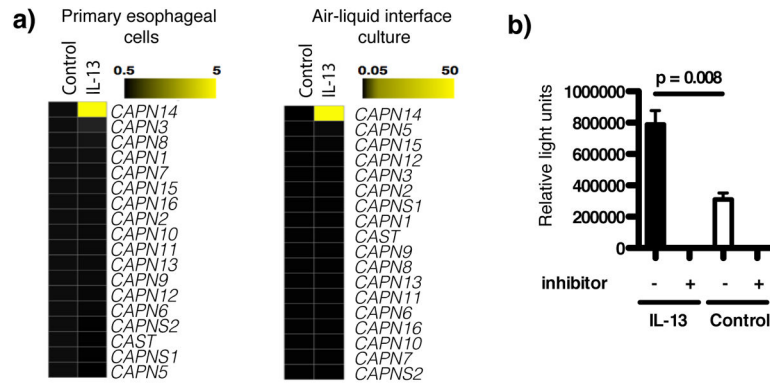 a)
Primary esophageal
cells
Control
IL-13
0.5
5
CAPN14
CAPN3
CAPN8
CAPN1
CAPN7
CAPN15
CAPN16
CAPN2
CAPN10
CAPN11
CAPN13
CAPN9
CAPN12
CAPN6
CAPNS2
CAST
CAPNS1
CAPN5
Air-liquid interface
culture
Control
IL-13
0.05
50
CAPN14
CAPN5
CAPN15
CAPN12
CAPN3
CAPN2
CAPNS1
CAPN1
CAST
CAPN9
CAPN8
CAPN13
CAPN11
CAPN6
CAPN16
CAPN10
CAPN7
CAPNS2
b)
p = 0.008
Relative light units
1000000
800000
600000
400000
200000
0
inhibitor - + - +
IL-13 Control